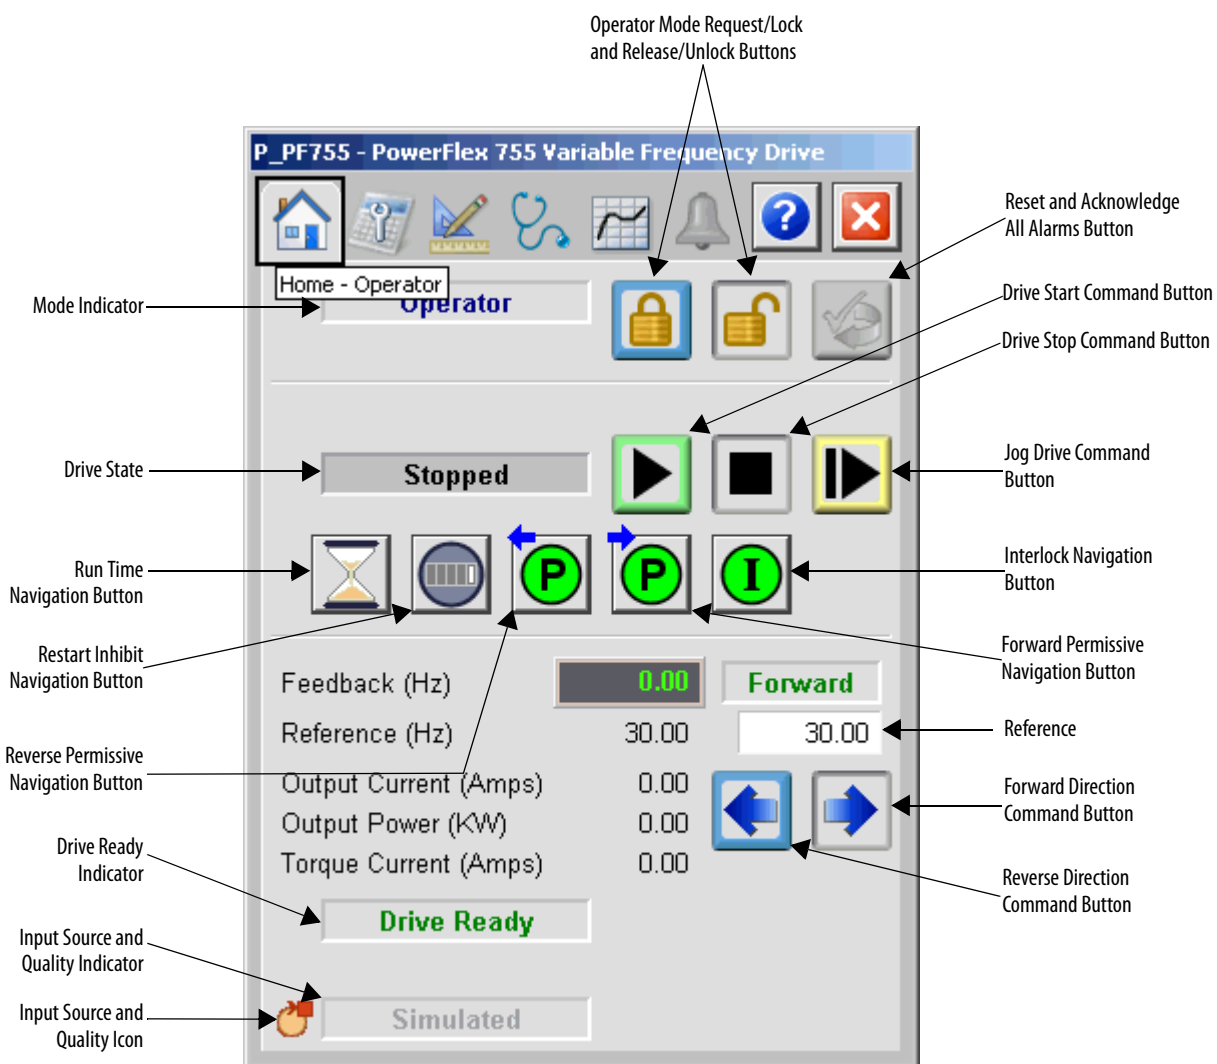 Operator Mode Request/Lock
and Release/Unlock Buttons
P_PF755 - PowerFlex 755 Variable Frequency Drive
?
Reset and Acknowledge
All Alarms Button
Home - Operator
Mode Indicator
Operator
Drive Start Command Button
Drive Stop Command Button
Drive State
Stopped
Jog Drive Command
Button
Run Time
Navigation Button
P
P
I
Interlock Navigation
Button
Restart Inhibit
Navigation Button
Forward Permissive
Navigation Button
Feedback (Hz) 0.00 Forward
Reference (Hz) 30.00 30.00
Reference
Reverse Permissive
Navigation Button
Output Current (Amps) 0.00
Output Power (KW) 0.00
Torque Current (Amps) 0.00
Forward Direction
Command Button
Drive Ready
Indicator
Reverse Direction
Command Button
Drive Ready
Input Source and
Quality Indicator
Input Source and
Quality Icon
Simulated